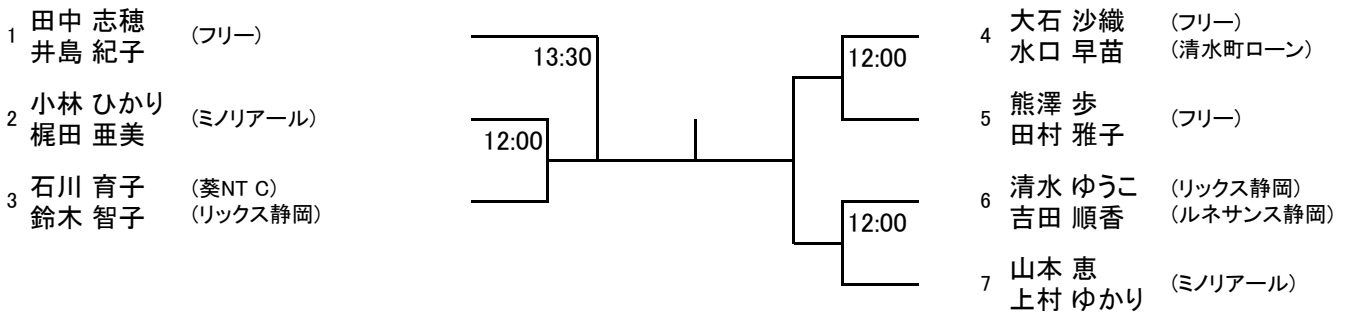 1 田中 志穂 (フリー)
井島 紀子
13:30
2 小林 ひかり (ミノリアール)
梶田 亜美
12:00
3 石川 育子 (葵NT C)
鈴木 智子 (リックス静岡)
4 大石 沙織 (フリー)
水口 早苗 (清水町ローン)
12:00
5 熊澤 歩 (フリー)
田村 雅子
6 清水 ゆうこ (リックス静岡)
吉田 順香 (ルネサンス静岡)
12:00
7 山本 恵 (ミノリアール)
上村 ゆかり